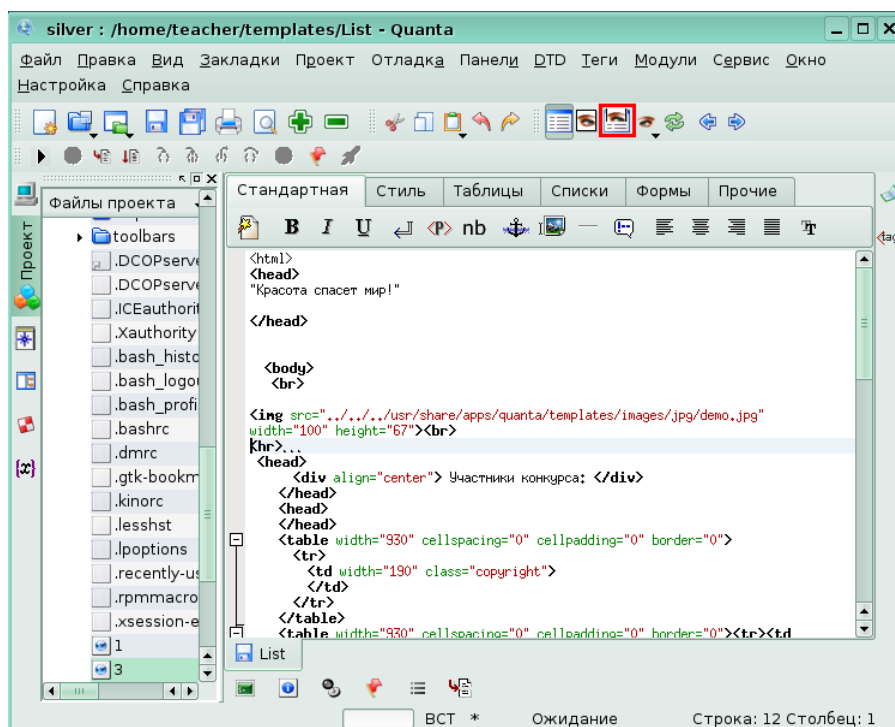 silver : /home/teacher/templates/List - Quanta
Файл Правка Вид Закладки Проект Отладка Панели DTD Теги Модули Сервис Окно
Настройка Справка
Проект
Файлы проекта
toolbars
.DCOPserve
.DCOPserve
.ICEauthorit
.Xauthority
.bash_histo
.bash_logou
.bash_profi
.bashrc
.dmrc
.gtk-bookm
.kinorc
.lesshst
.lpoptions
.recently-us
.rpmmacro
.xsession-e
1
3
Стандартная Стиль Таблицы Списки Формы Прочие
B I U <P> nb
<html>
<head>
"Красота спасет мир!"
</head>
<body>
<br>
<img src="../../../usr/share/apps/quanta/templates/images/jpg/demo.jpg"
width="100" height="67"><br>
<hr>...
<head>
<div align="center"> Участники конкурса: </div>
</head>
<head>
</head>
<table width="930" cellspacing="0" cellpadding="0" border="0">
<tr>
<td width="190" class="copyright">
</td>
</tr>
</table>
<table width="930" cellspacing="0" cellpadding="0" border="0"><tr><td
List
ВСТ * Ожидание Строка: 12 Столбец: 1